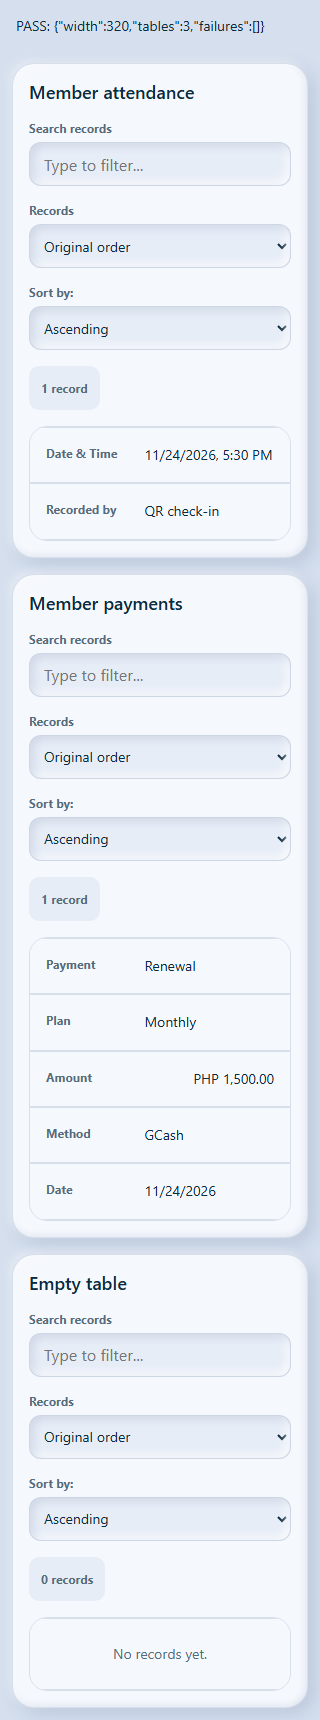 PASS: {"width":320,"tables":3,"failures":[]}
Member attendance
Search records
Type to filter...
Records
Original order
Sort by:
Ascending
1 record
Date & Time 11/24/2026, 5:30 PM
Recorded by QR check-in
Member payments
Search records
Type to filter...
Records
Original order
Sort by:
Ascending
1 record
Payment Renewal
Plan Monthly
Amount PHP 1,500.00
Method GCash
Date 11/24/2026
Empty table
Search records
Type to filter...
Records
Original order
Sort by:
Ascending
0 records
No records yet.